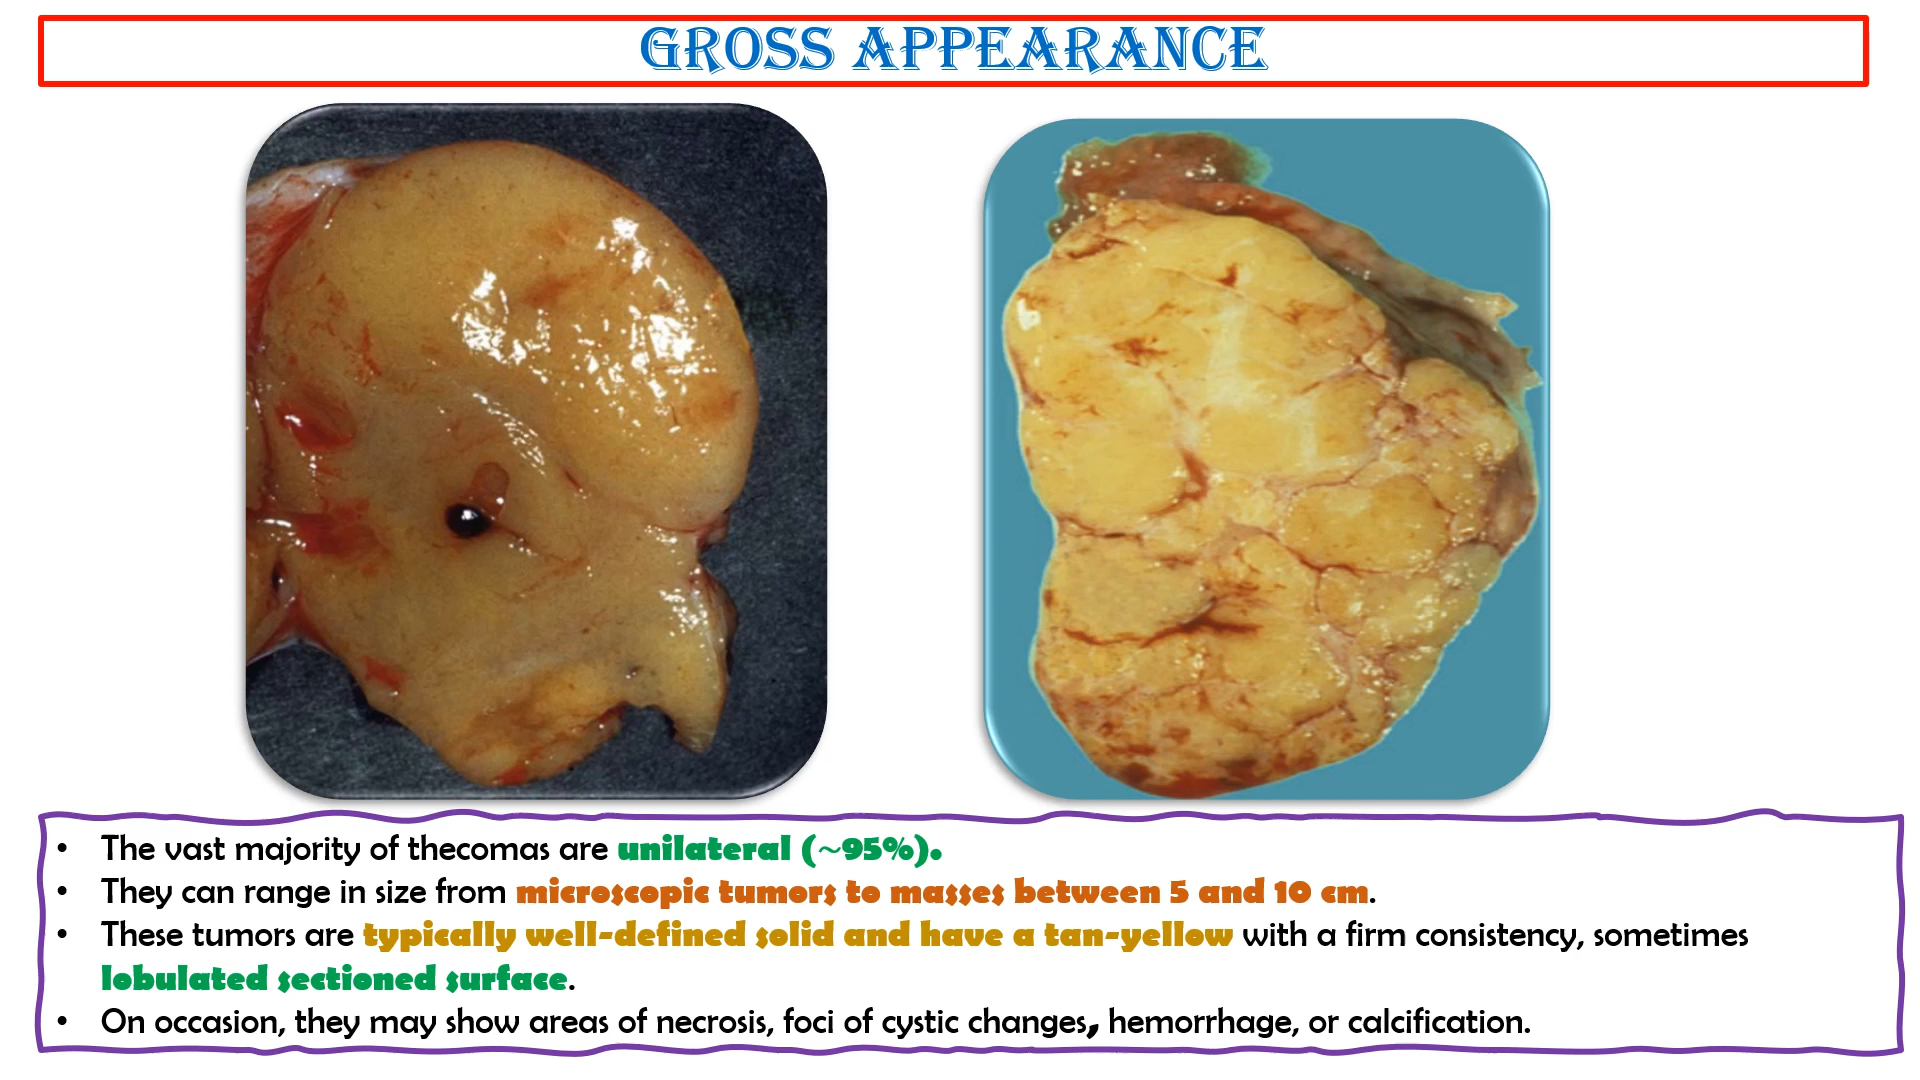 GROSS APPEARANCE
• The vast majority of thecomas are unilateral (~95%).
• They can range in size from microscopic tumors to masses between 5 and 10 cm.
• These tumors are typically well-defined solid and have a tan-yellow with a firm consistency, sometimes
lobulated sectioned surface.
• On occasion, they may show areas of necrosis, foci of cystic changes, hemorrhage, or calcification.